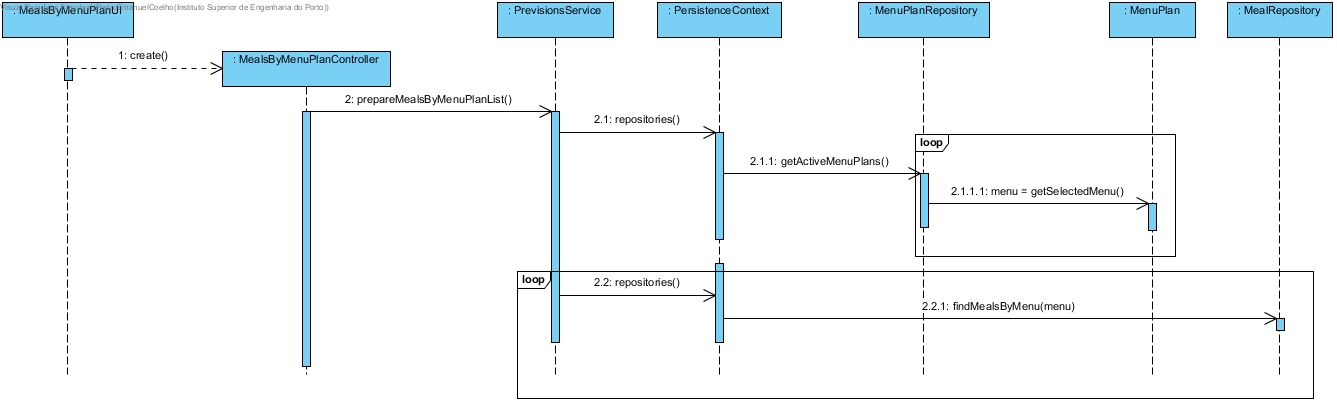 : MealsByMenuPlanUI
EmanuelCoelho(Instituto Superior de Engenharia do Porto))
: PrevisionsService
: PersistenceContext
: MenuPlanRepository
: MenuPlan
: MealRepository
1: create()
: MealsByMenuPlanController
2: prepareMealsByMenuPlanList()
2.1: repositories()
loop
2.1.1: getActiveMenuPlans()
2.1.1.1: menu = getSelectedMenu()
loop
2.2: repositories()
2.2.1: findMealsByMenu(menu)